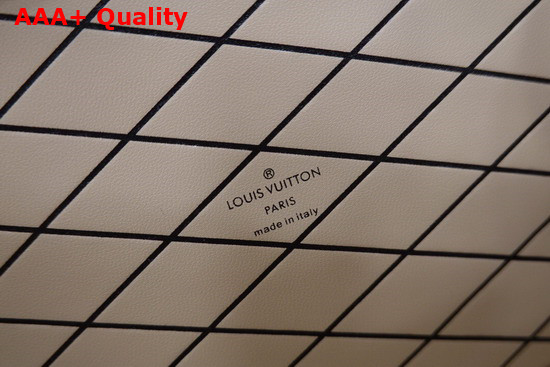 AAA+ Quality
®
LOUIS VUITTON
PARIS
made in italy